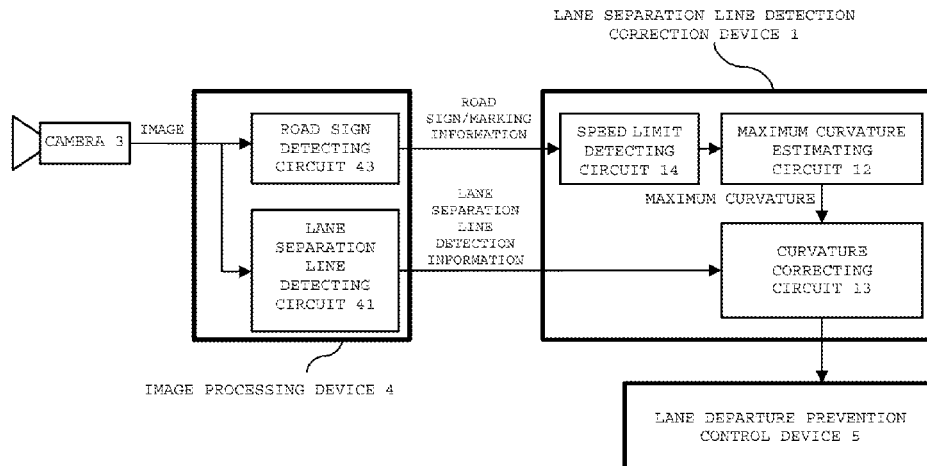 LANE SEPARATION LINE DETECTION
CORRECTION DEVICE 1
CAMERA 3
IMAGE
ROAD SIGN
DETECTING
CIRCUIT 43
LANE
SEPARATION
LINE
DETECTING
CIRCUIT 41
IMAGE PROCESSING DEVICE 4
ROAD
SIGN/MARKING
INFORMATION
LANE
SEPARATION
LINE
DETECTION
INFORMATION
SPEED LIMIT
DETECTING
CIRCUIT 14
MAXIMUM CURVATURE
ESTIMATING
CIRCUIT 12
MAXIMUM CURVATURE
CURVATURE
CORRECTING
CIRCUIT 13
LANE DEPARTURE PREVENTION
CONTROL DEVICE 5